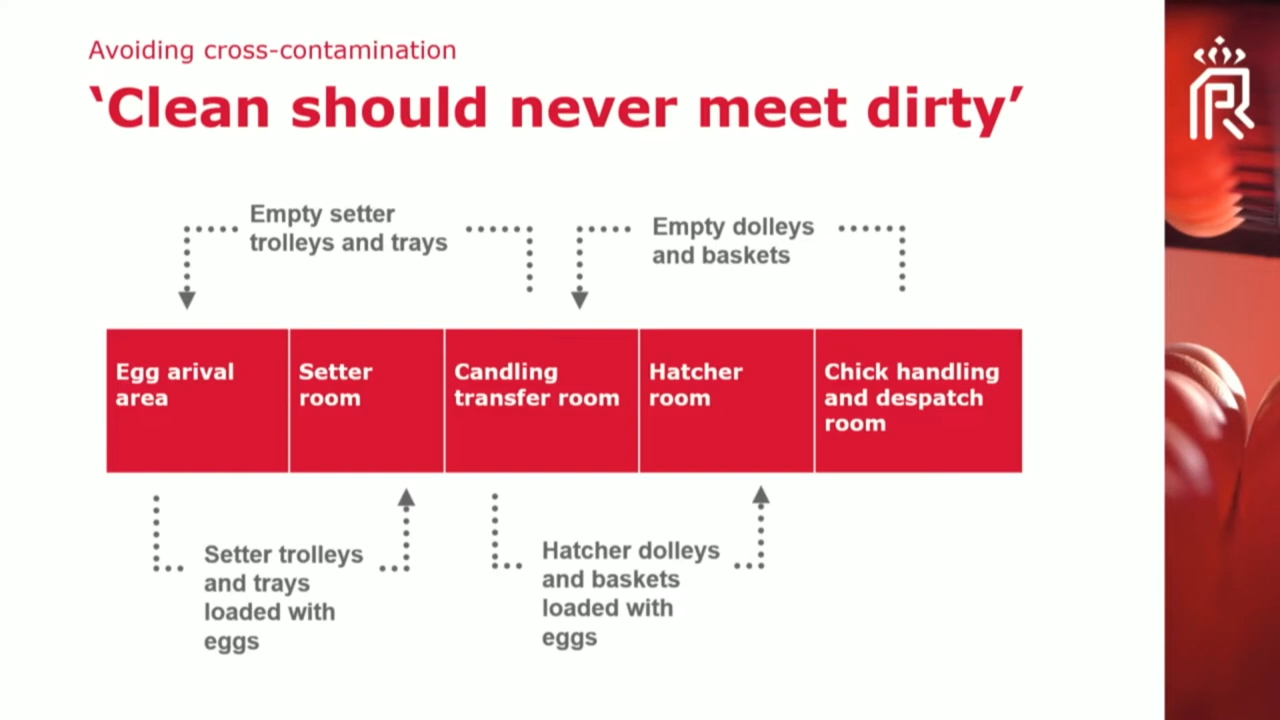 Avoiding cross-contamination
‘Clean should never meet dirty’
Empty setter
trolleys and trays
Empty dolleys
and baskets
Egg arival
area
Setter
room
Candling
transfer room
Hatcher
room
Chick handling
and despatch
room
Setter trolleys
and trays
loaded with
eggs
Hatcher dolleys
and baskets
loaded with
eggs